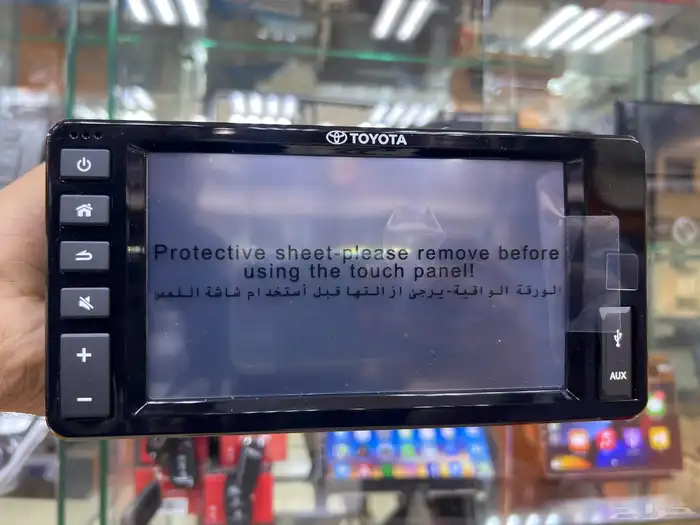 TOYOTA
Protective sheet-please remove before
using the touch panel!
الورقة الواقية-يرجى ازالتها قبل أستخدام شاشة اللمس
+
−
AUX
حراج